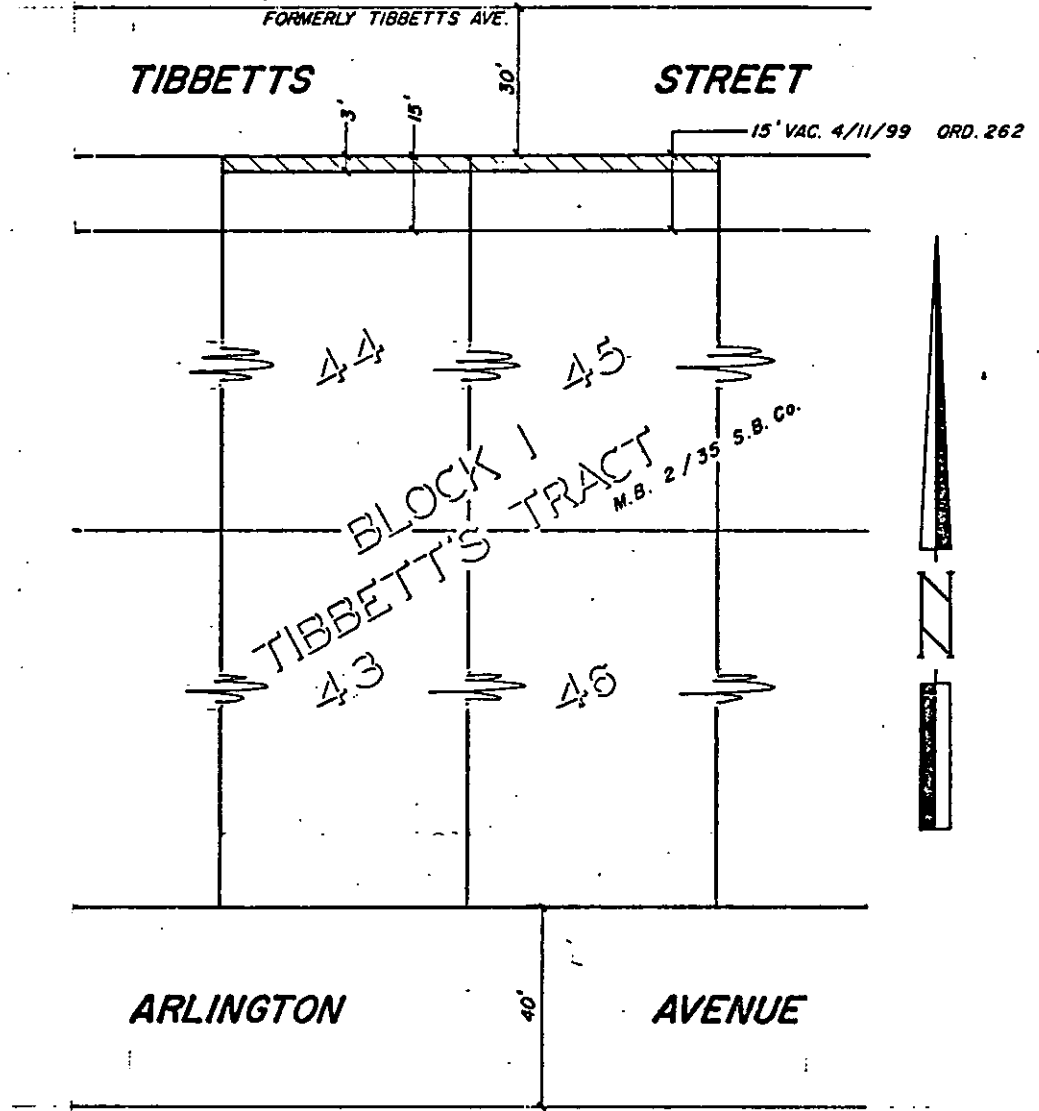 FORMERLY TIBBETTS AVE.
TIBBETTS STREET
30'
3'
15'
15' VAC. 4/11/99 ORD. 262
44
45
BLOCK 1
TIBBETT'S TRACT
M.B. 2 / 35 S.B. Co.
N
43
46
40'
ARLINGTON AVENUE